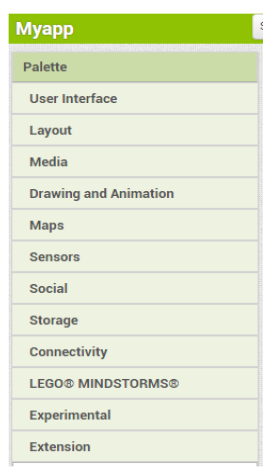 Myapp
Palette
User Interface
Layout
Media
Drawing and Animation
Maps
Sensors
Social
Storage
Connectivity
LEGO® MINDSTORMS®
Experimental
Extension